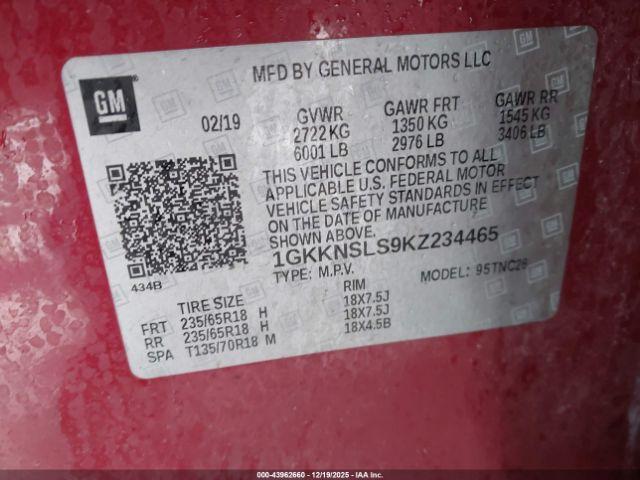 GM
MFD BY GENERAL MOTORS LLC
02/19
GVWR
2722 KG
6001 LB
GAWR FRT
1350 KG
2976 LB
GAWR RR
1545 KG
3406 LB
THIS VEHICLE CONFORMS TO ALL
APPLICABLE U.S. FEDERAL MOTOR
VEHICLE SAFETY STANDARDS IN EFFECT
ON THE DATE OF MANUFACTURE
SHOWN ABOVE.
1GKKNSLS9KZ234465
TYPE: M.P.V.
MODEL: 95TNC26
434B
TIRE SIZE RIM
FRT 235/65R18 H 18X7.5J
RR 235/65R18 H 18X7.5J
SPA T135/70R18 M 18X4.5B
000-43962660 - 12/19/2025 - IAAI, Inc.